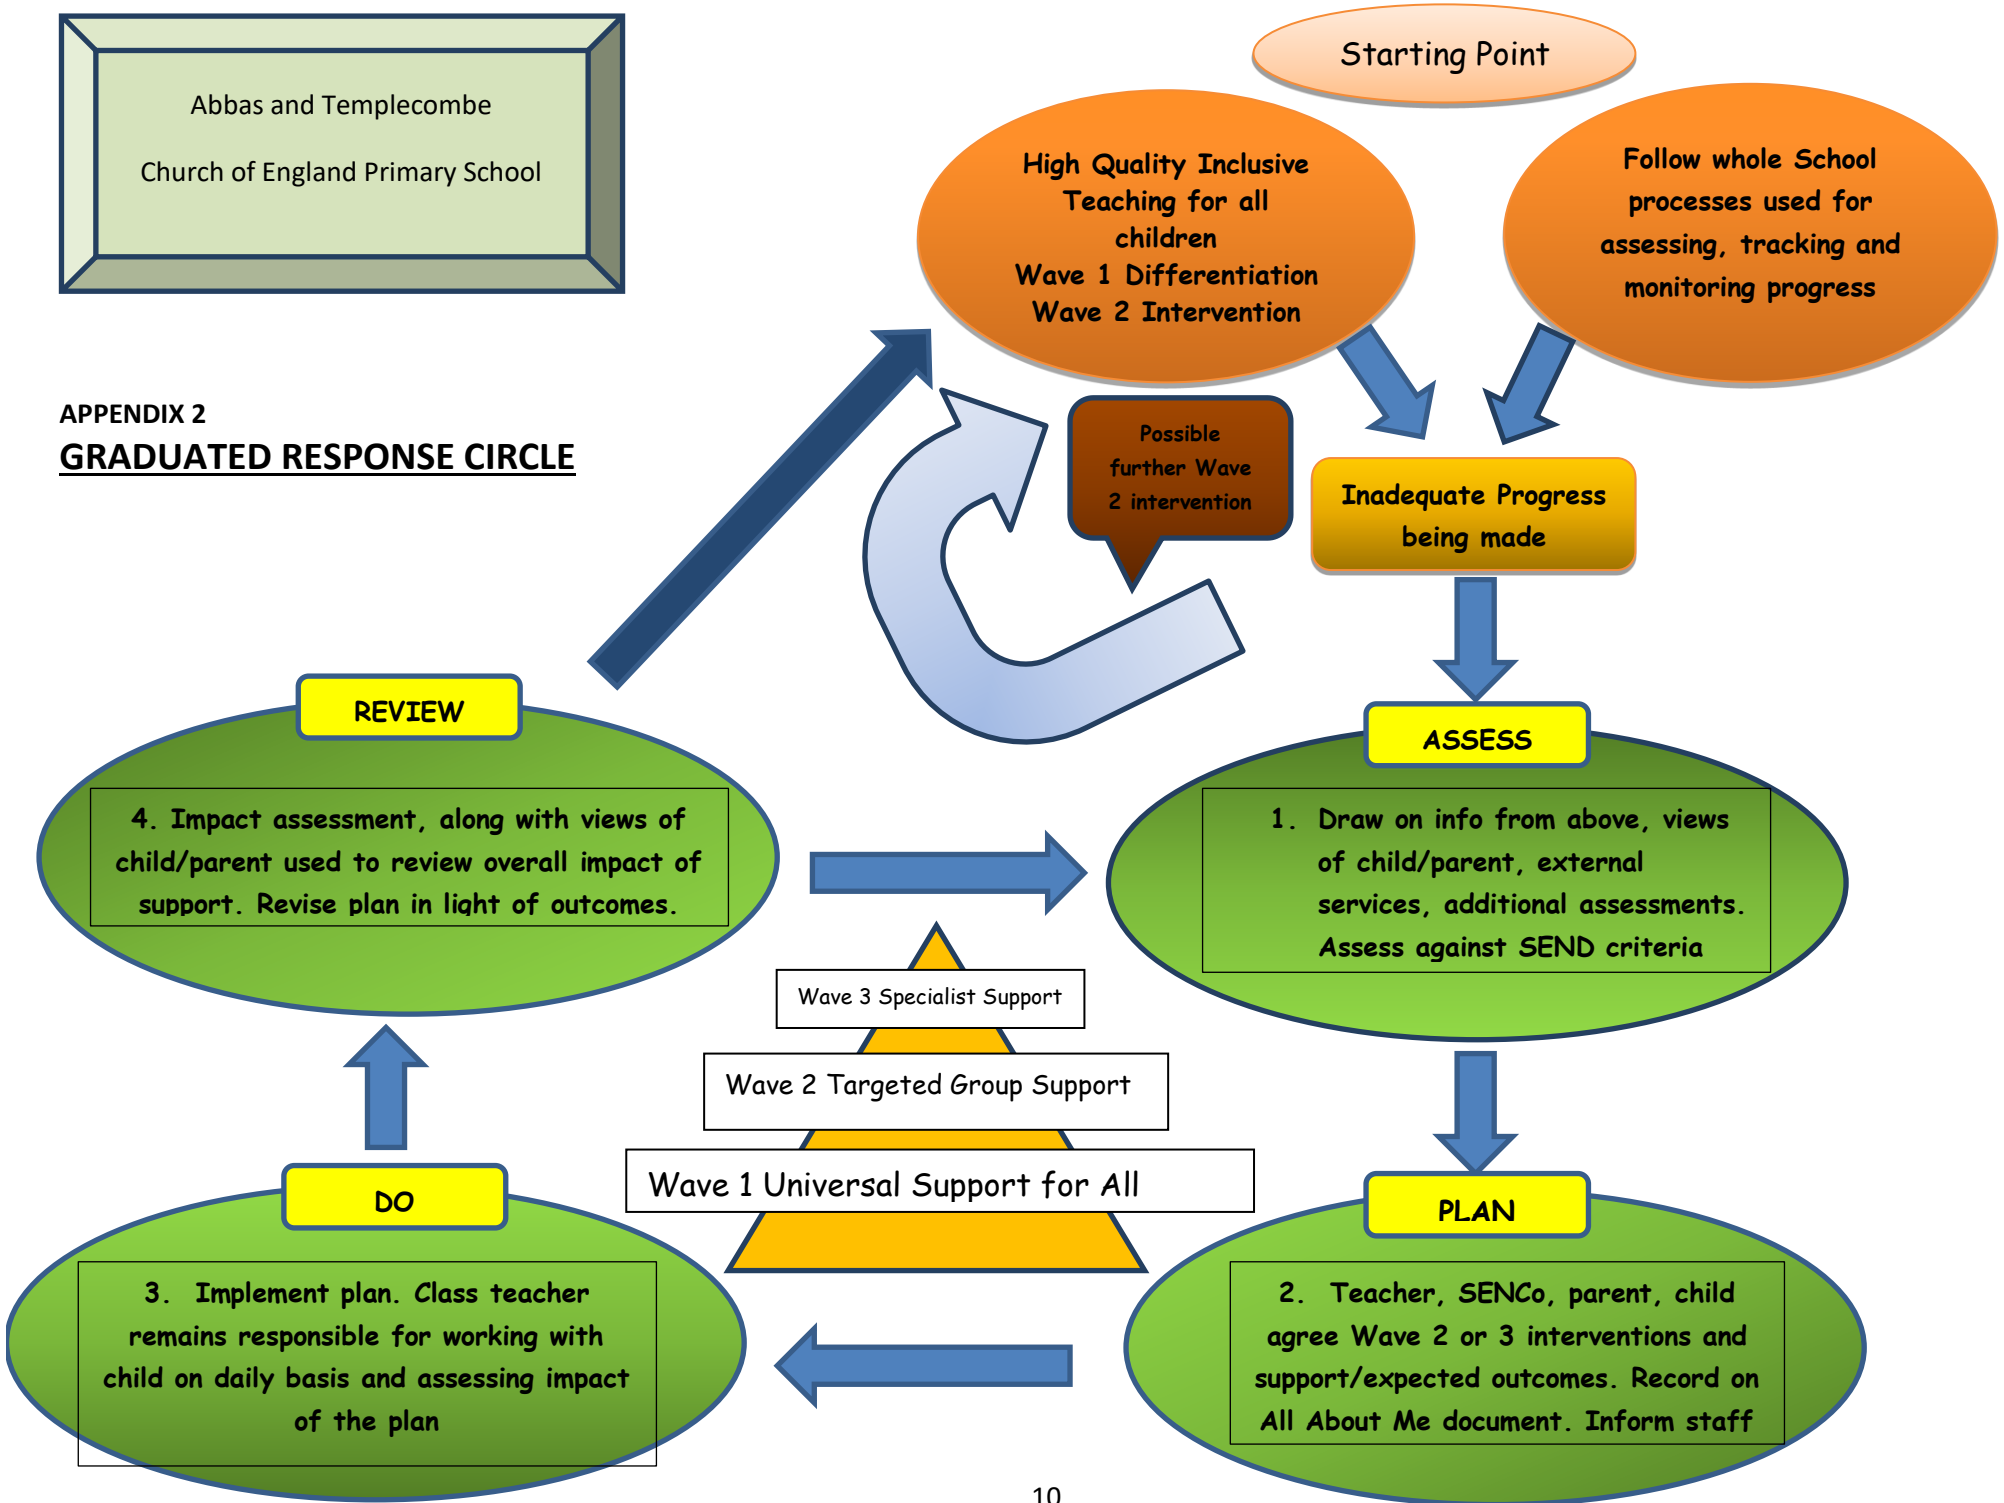 Abbas and Templecombe
Church of England Primary School
APPENDIX 2
GRADUATED RESPONSE CIRCLE
Starting Point
High Quality Inclusive
Teaching for all
children
Wave 1 Differentiation
Wave 2 Intervention
Follow whole School
processes used for
assessing, tracking and
monitoring progress
Possible
further Wave
2 intervention
Inadequate Progress
being made
ASSESS
1. Draw on info from above, views
of child/parent, external
services, additional assessments.
Assess against SEND criteria
PLAN
2. Teacher, SENCo, parent, child
agree Wave 2 or 3 interventions and
support/expected outcomes. Record on
All About Me document. Inform staff
DO
3. Implement plan. Class teacher
remains responsible for working with
child on daily basis and assessing impact
of the plan
REVIEW
4. Impact assessment, along with views of
child/parent used to review overall impact of
support. Revise plan in light of outcomes.
Wave 3 Specialist Support
Wave 2 Targeted Group Support
Wave 1 Universal Support for All
10